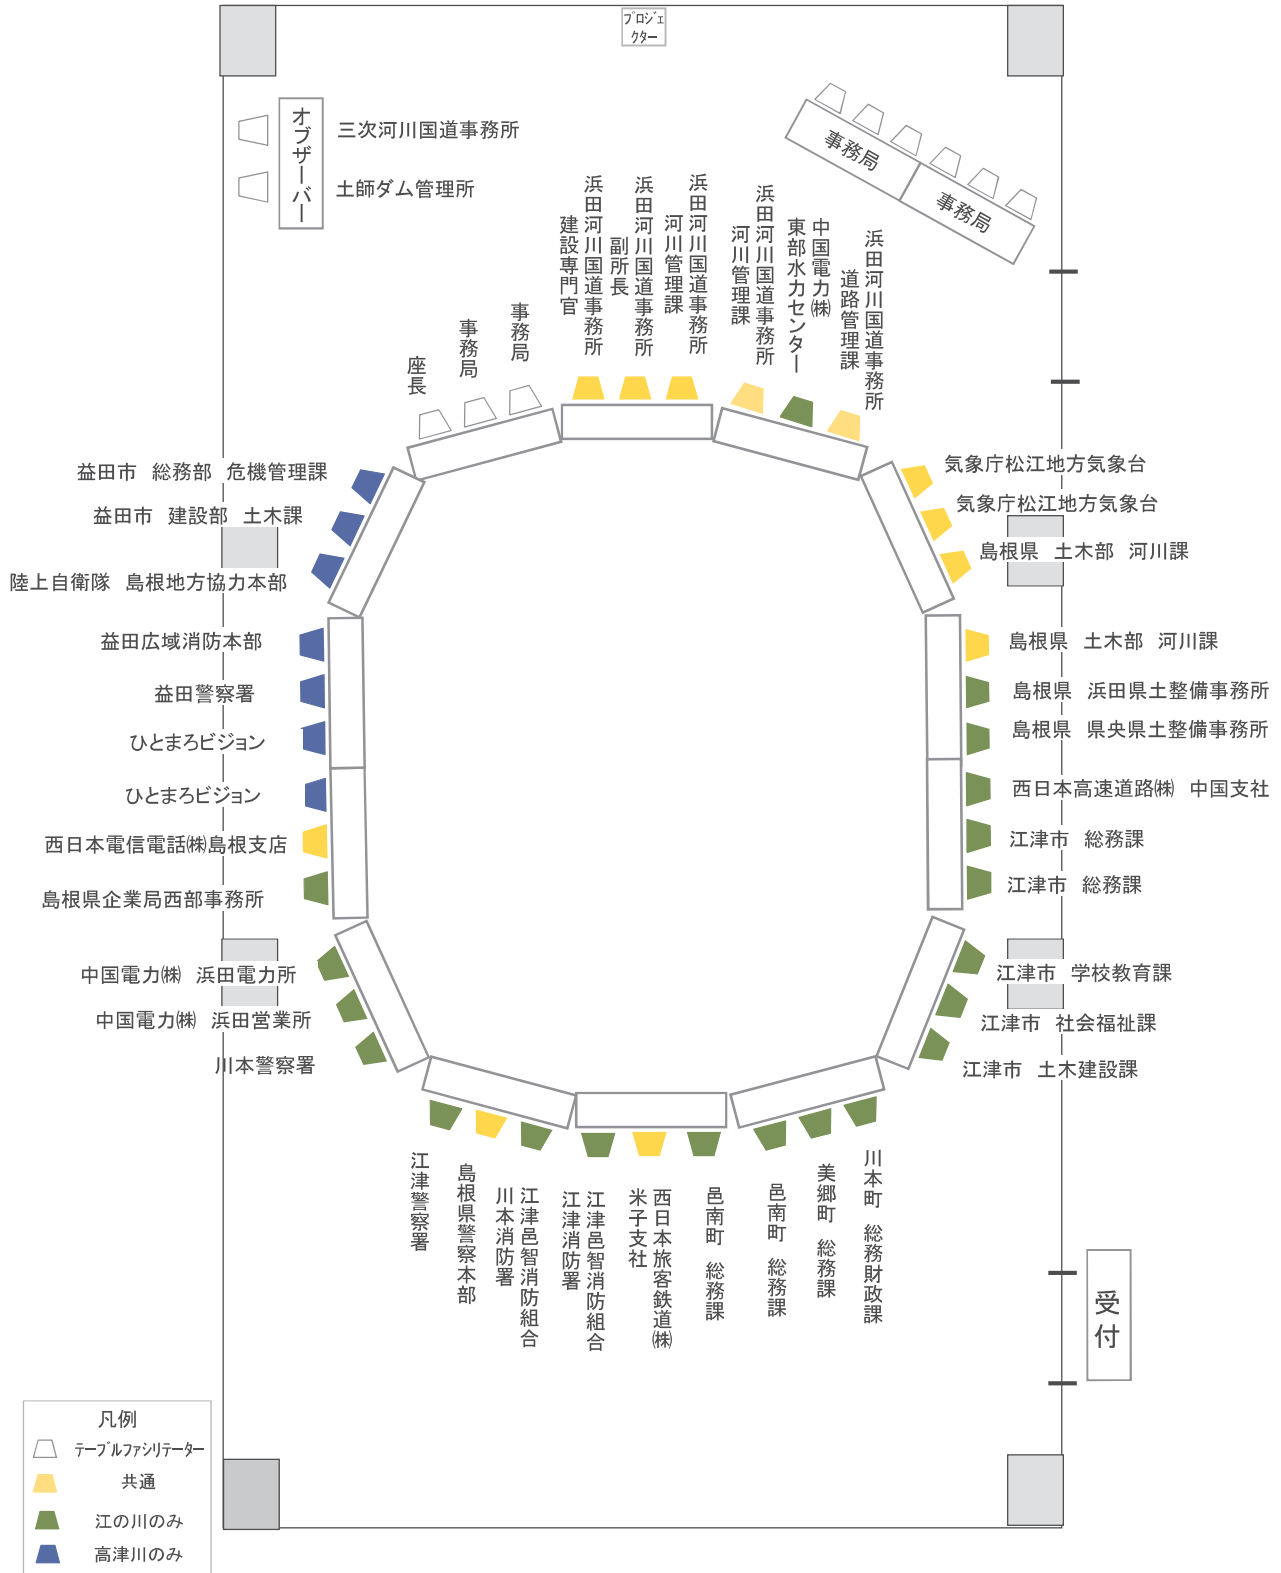 プロジェ
クター
オブザーバー
三次河川国道事務所
土師ダム管理所
事務局
事務局
座長
事務局
事務局
浜田河川国道事務所
建設専門官
浜田河川国道事務所
副所長
浜田河川国道事務所
河川管理課
浜田河川国道事務所
河川管理課
中国電力㈱
東部水力センター
浜田河川国道事務所
道路管理課
気象庁松江地方気象台
気象庁松江地方気象台
島根県 土木部 河川課
島根県 土木部 河川課
島根県 浜田県土整備事務所
島根県 県央県土整備事務所
西日本高速道路㈱ 中国支社
江津市 総務課
江津市 総務課
江津市 学校教育課
江津市 社会福祉課
江津市 土木建設課
益田市 総務部 危機管理課
益田市 建設部 土木課
陸上自衛隊 島根地方協力本部
益田広域消防本部
益田警察署
ひとまろビジョン
ひとまろビジョン
西日本電信電話㈱島根支店
島根県企業局西部事務所
中国電力㈱ 浜田電力所
中国電力㈱ 浜田営業所
川本警察署
江津警察署
島根県警察本部
江津邑智消防組合
川本消防署
江津邑智消防組合
江津消防署
西日本旅客鉄道㈱
米子支社
邑南町 総務課
邑南町 総務課
美郷町 総務課
川本町 総務財政課
受付
凡例
テーブルファシリテーター
共通
江の川のみ
高津川のみ